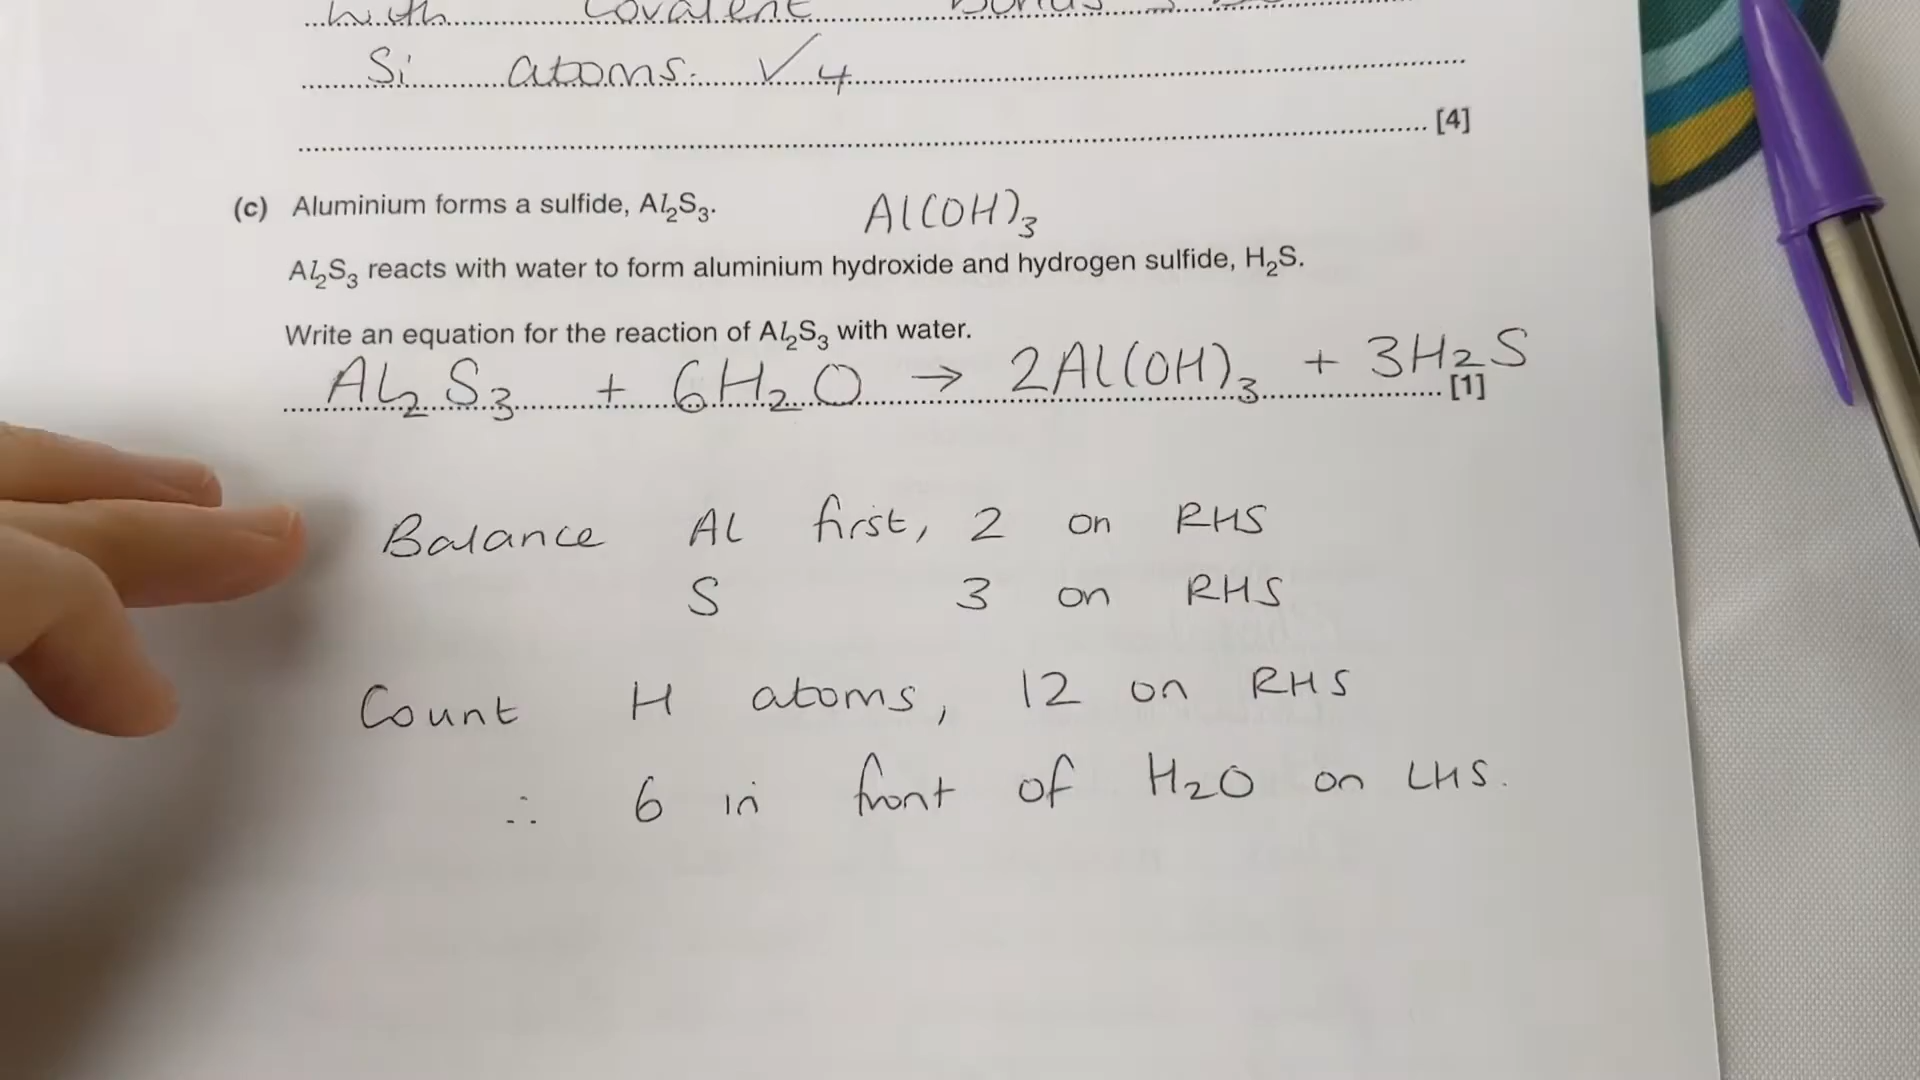 with covalent bonds
Si atoms. ✓ 4
[4]
(c) Aluminium forms a sulfide, Al₂S₃.
Al(OH)₃
Al₂S₃ reacts with water to form aluminium hydroxide and hydrogen sulfide, H₂S.
Write an equation for the reaction of Al₂S₃ with water.
Al₂S₃ + 6H₂O → 2Al(OH)₃ + 3H₂S
[1]
Balance Al first, 2 on RHS
S 3 on RHS
Count H atoms, 12 on RHS
∴ 6 in front of H₂O on LHS.